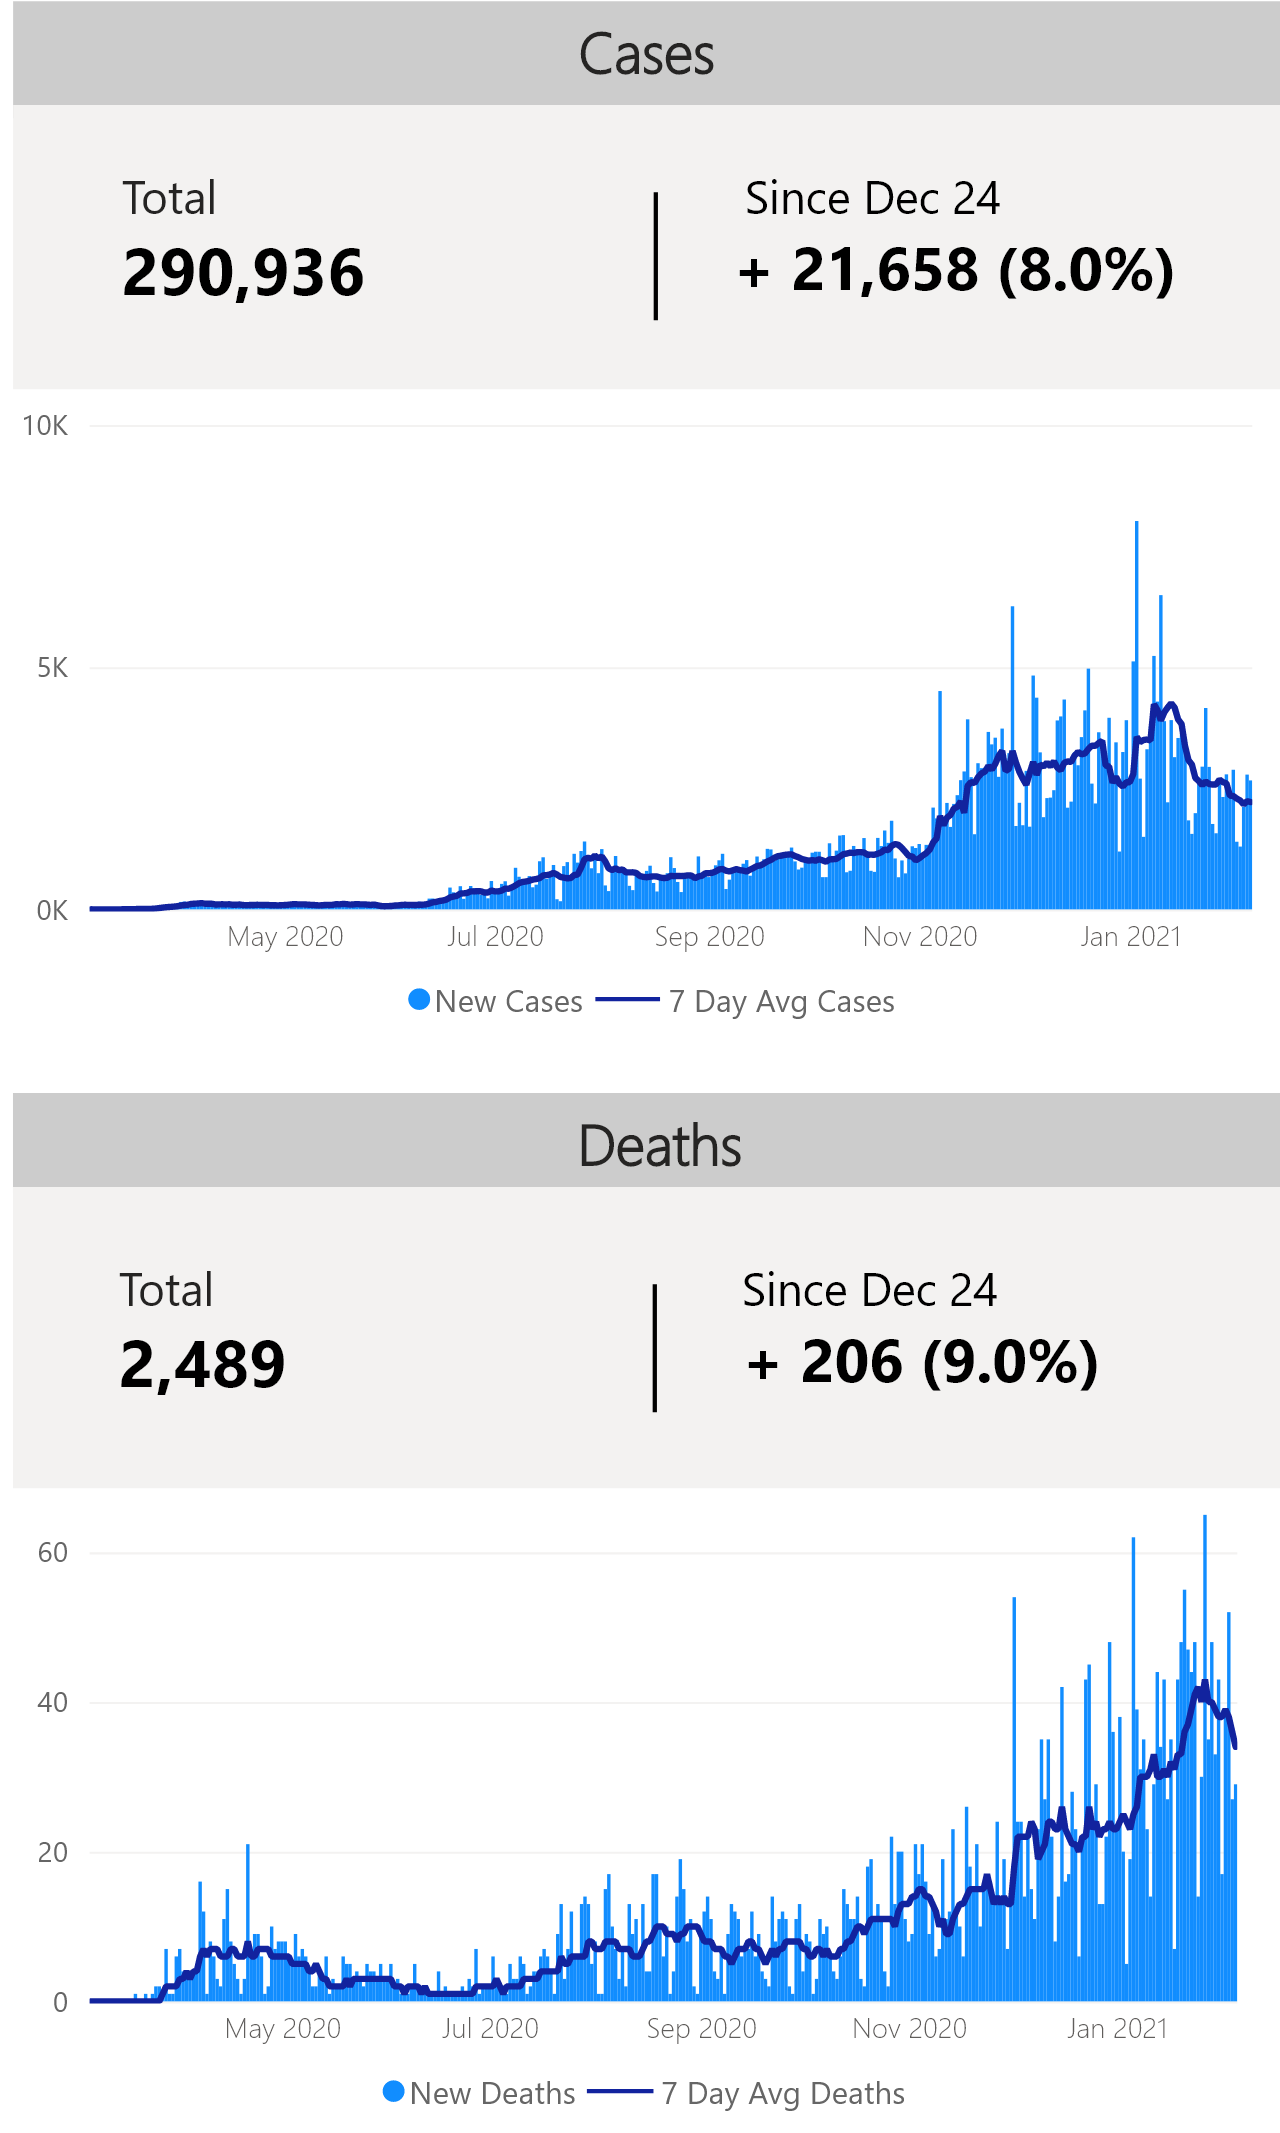 Cases
Total
Since Dec 24
290,936
+ 21,658 (8.0%)
10K
5K
0K
May 2020
Jul 2020
Sep 2020
Nov 2020
Jan 2021
New Cases
7 Day Avg Cases
Deaths
Total
Since Dec 24
2,489
+ 206 (9.0%)
60
40
20
0
May 2020
Jul 2020
Sep 2020
Nov 2020
Jan 2021
New Deaths
7 Day Avg Deaths